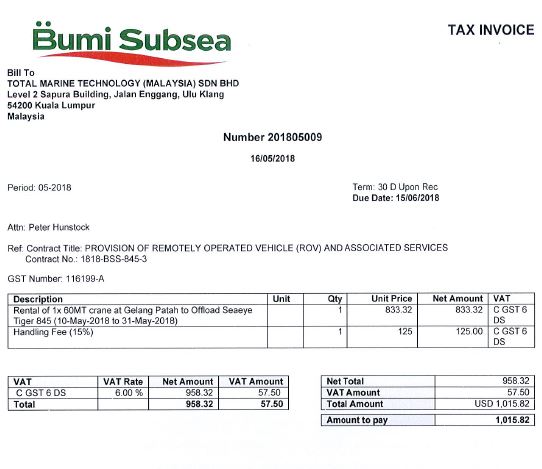 Bumi Subsea
TAX INVOICE
Bill To
TOTAL MARINE TECHNOLOGY (MALAYSIA) SDN BHD
Level 2 Sapura Building, Jalan Enggang, Ulu Klang
54200 Kuala Lumpur
Malaysia
Number 201805009
16/05/2018
Period: 05-2018
Term: 30 D Upon Rec
Due Date: 15/06/2018
Attn: Peter Hunstock
Ref: Contract Title: PROVISION OF REMOTELY OPERATED VEHICLE (ROV) AND ASSOCIATED SERVICES
Contract No.: 1818-BSS-845-3
GST Number: 116199-A
Description Unit Qty Unit Price Net Amount VAT
Rental of 1x 60MT crane at Gelang Patah to Offload Seaeye 1 833.32 833.32 C GST 6
Tiger 845 (10-May-2018 to 31-May-2018) DS
Handling Fee (15%) 1 125 125.00 C GST 6
DS
VAT VAT Rate Net Amount VAT Amount
C GST 6 DS 6.00 % 958.32 57.50
Total 958.32 57.50
Net Total 958.32
VAT Amount 57.50
Total Amount USD 1,015.82
Amount to pay 1,015.82